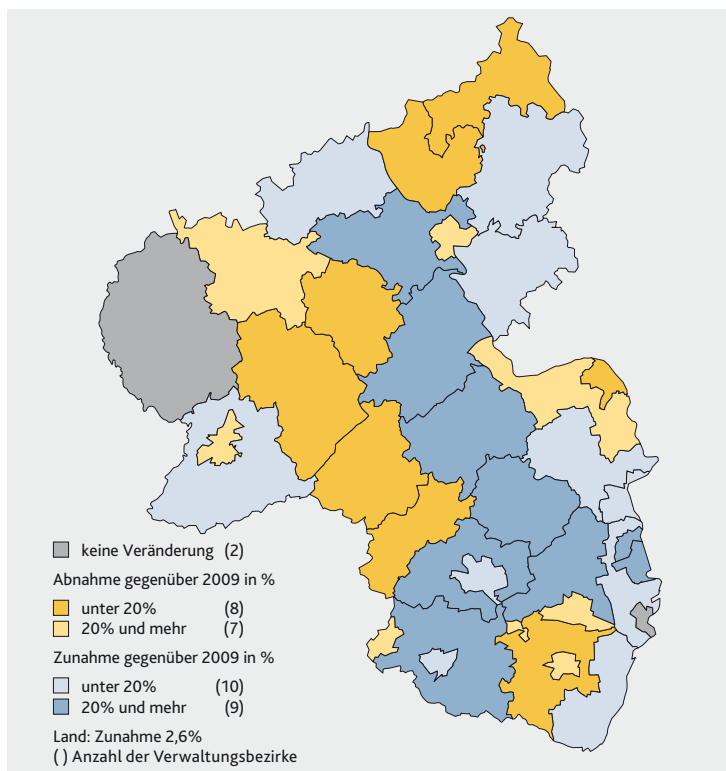 keine Veränderung (2)
Abnahme gegenüber 2009 in %
unter 20% (8)
20% und mehr (7)
Zunahme gegenüber 2009 in %
unter 20% (10)
20% und mehr (9)
Land: Zunahme 2,6%
( ) Anzahl der Verwaltungsbezirke